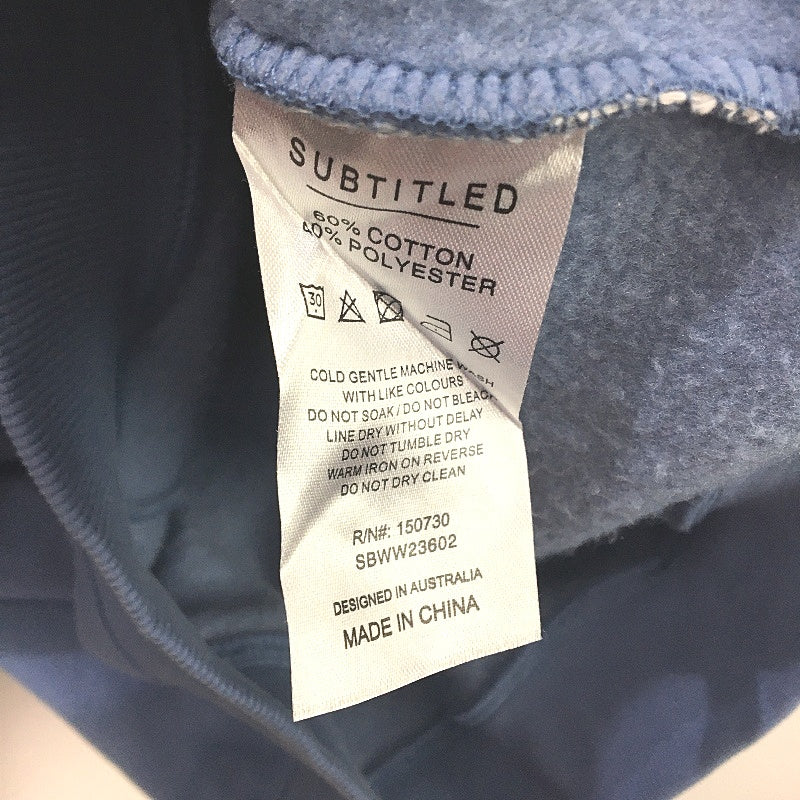 SUBTITLED
60% COTTON
40% POLYESTER
30
COLD GENTLE MACHINE WASH
WITH LIKE COLOURS
DO NOT SOAK / DO NOT BLEACH
LINE DRY WITHOUT DELAY
DO NOT TUMBLE DRY
WARM IRON ON REVERSE
DO NOT DRY CLEAN
R/N#: 150730
SBWW23602
DESIGNED IN AUSTRALIA
MADE IN CHINA